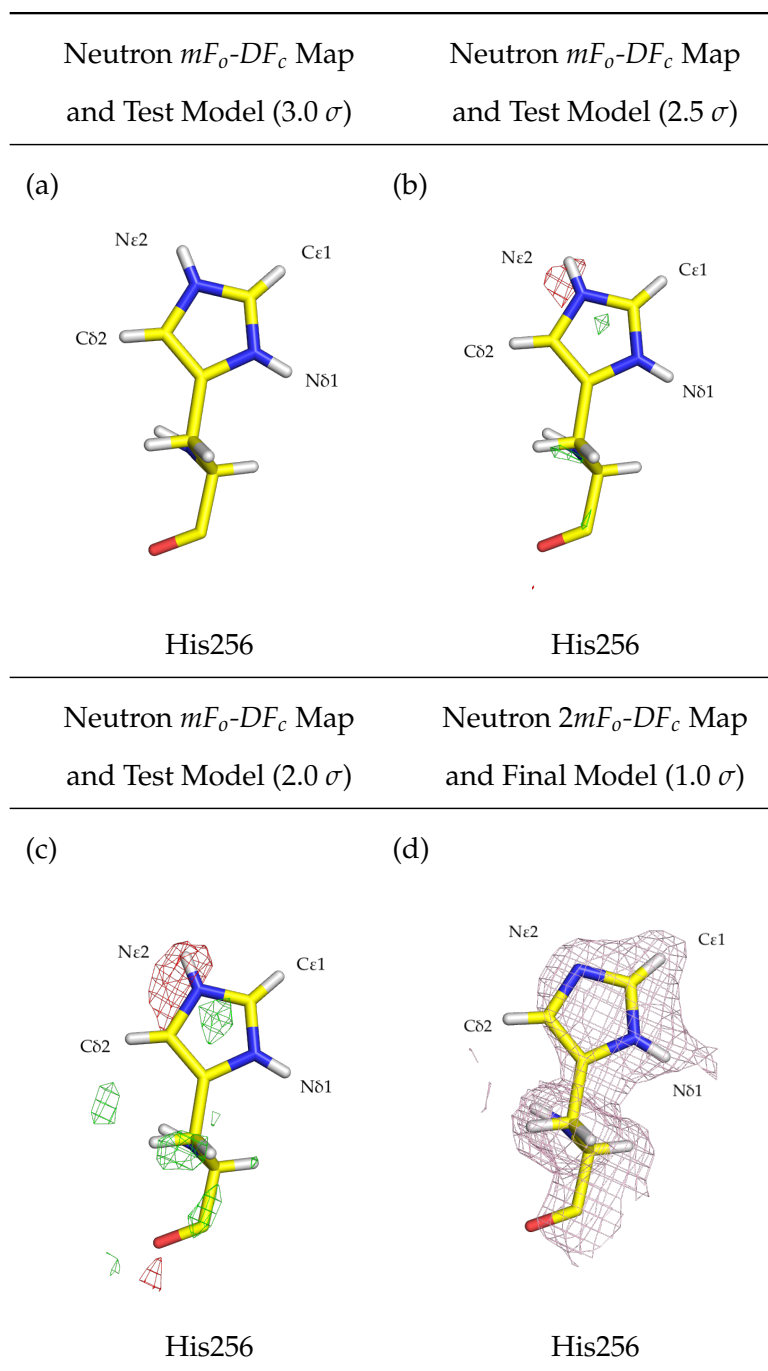 Neutron mFo-DFc Map
and Test Model (3.0 σ)
Neutron mFo-DFc Map
and Test Model (2.5 σ)
(a)
Nε2
Cε1
Cδ2
Nδ1
His256
(b)
Nε2
Cε1
Cδ2
Nδ1
His256
Neutron mFo-DFc Map
and Test Model (2.0 σ)
Neutron 2mFo-DFc Map
and Final Model (1.0 σ)
(c)
Nε2
Cε1
Cδ2
Nδ1
His256
(d)
Nε2
Cε1
Cδ2
Nδ1
His256